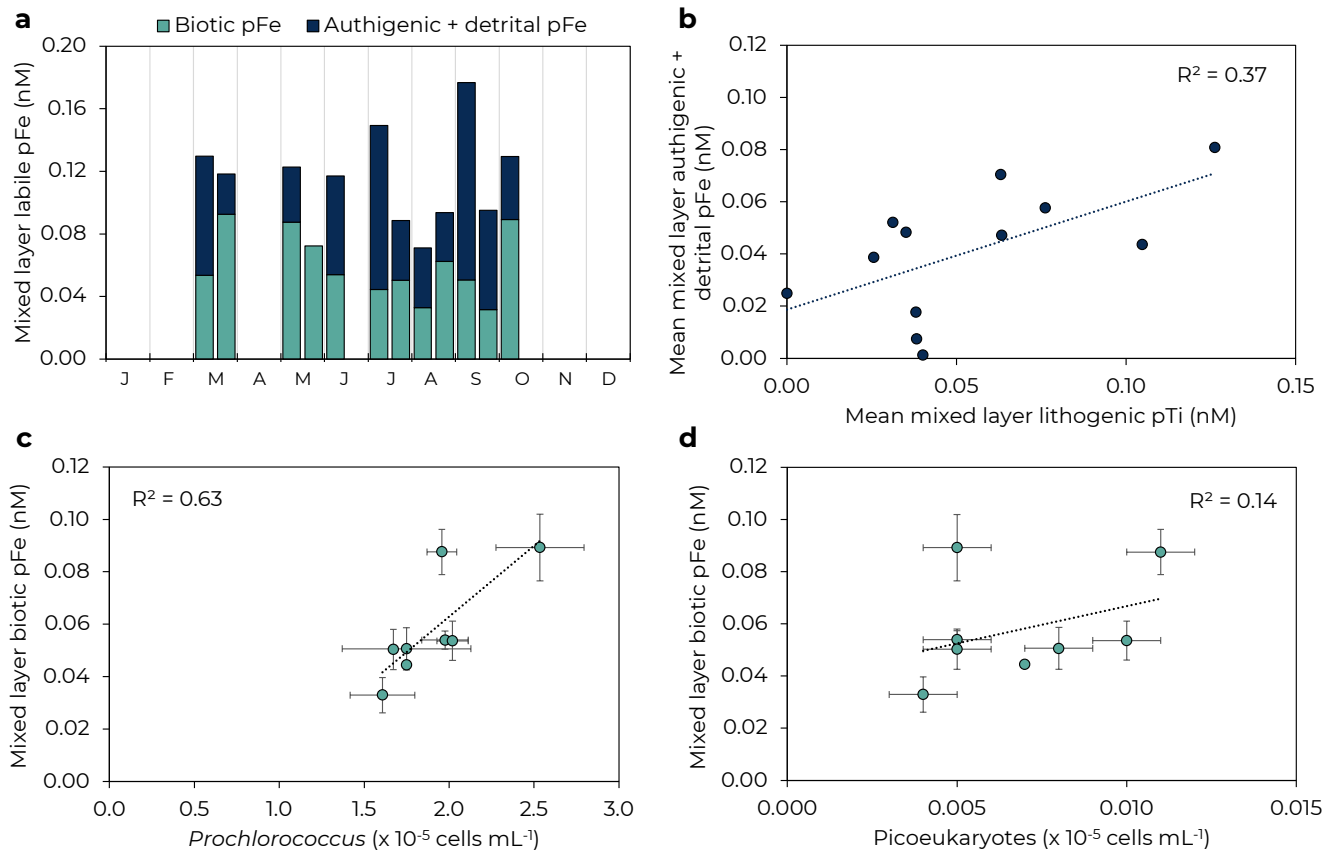 a
Biotic pFe
Authigenic + detrital pFe
Mixed layer labile pFe (nM)
0.20
0.16
0.12
0.08
0.04
0.00
J F M A M J J A S O N D
b
Mean mixed layer authigenic +
detrital pFe (nM)
0.12
0.10
0.08
0.06
0.04
0.02
0.00
R² = 0.37
0.00 0.05 0.10 0.15
Mean mixed layer lithogenic pTi (nM)
c
Mixed layer biotic pFe (nM)
0.12
0.10
0.08
0.06
0.04
0.02
0.00
R² = 0.63
0.0 0.5 1.0 1.5 2.0 2.5 3.0
Prochlorococcus (x 10⁻⁵ cells mL⁻¹)
d
Mixed layer biotic pFe (nM)
0.12
0.10
0.08
0.06
0.04
0.02
0.00
R² = 0.14
0.000 0.005 0.010 0.015
Picoeukaryotes (x 10⁻⁵ cells mL⁻¹)